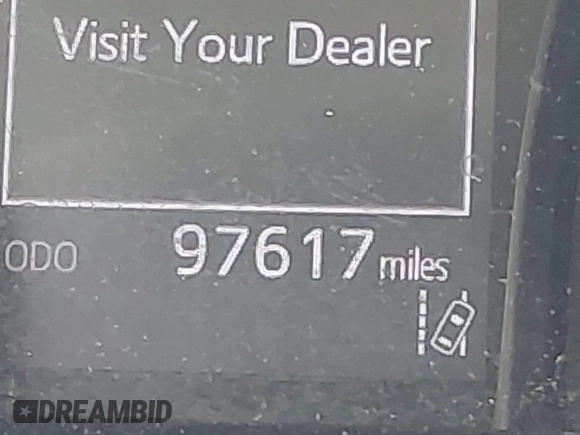 Visit Your Dealer
ODO 97617 miles
DREAMBID